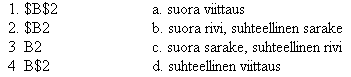 1. $B$2 a. suora viittaus
2. $B2 b. suora rivi, suhteellinen sarake
3 B2 c. suora sarake, suhteellinen rivi
4 B$2 d. suhteellinen viittaus